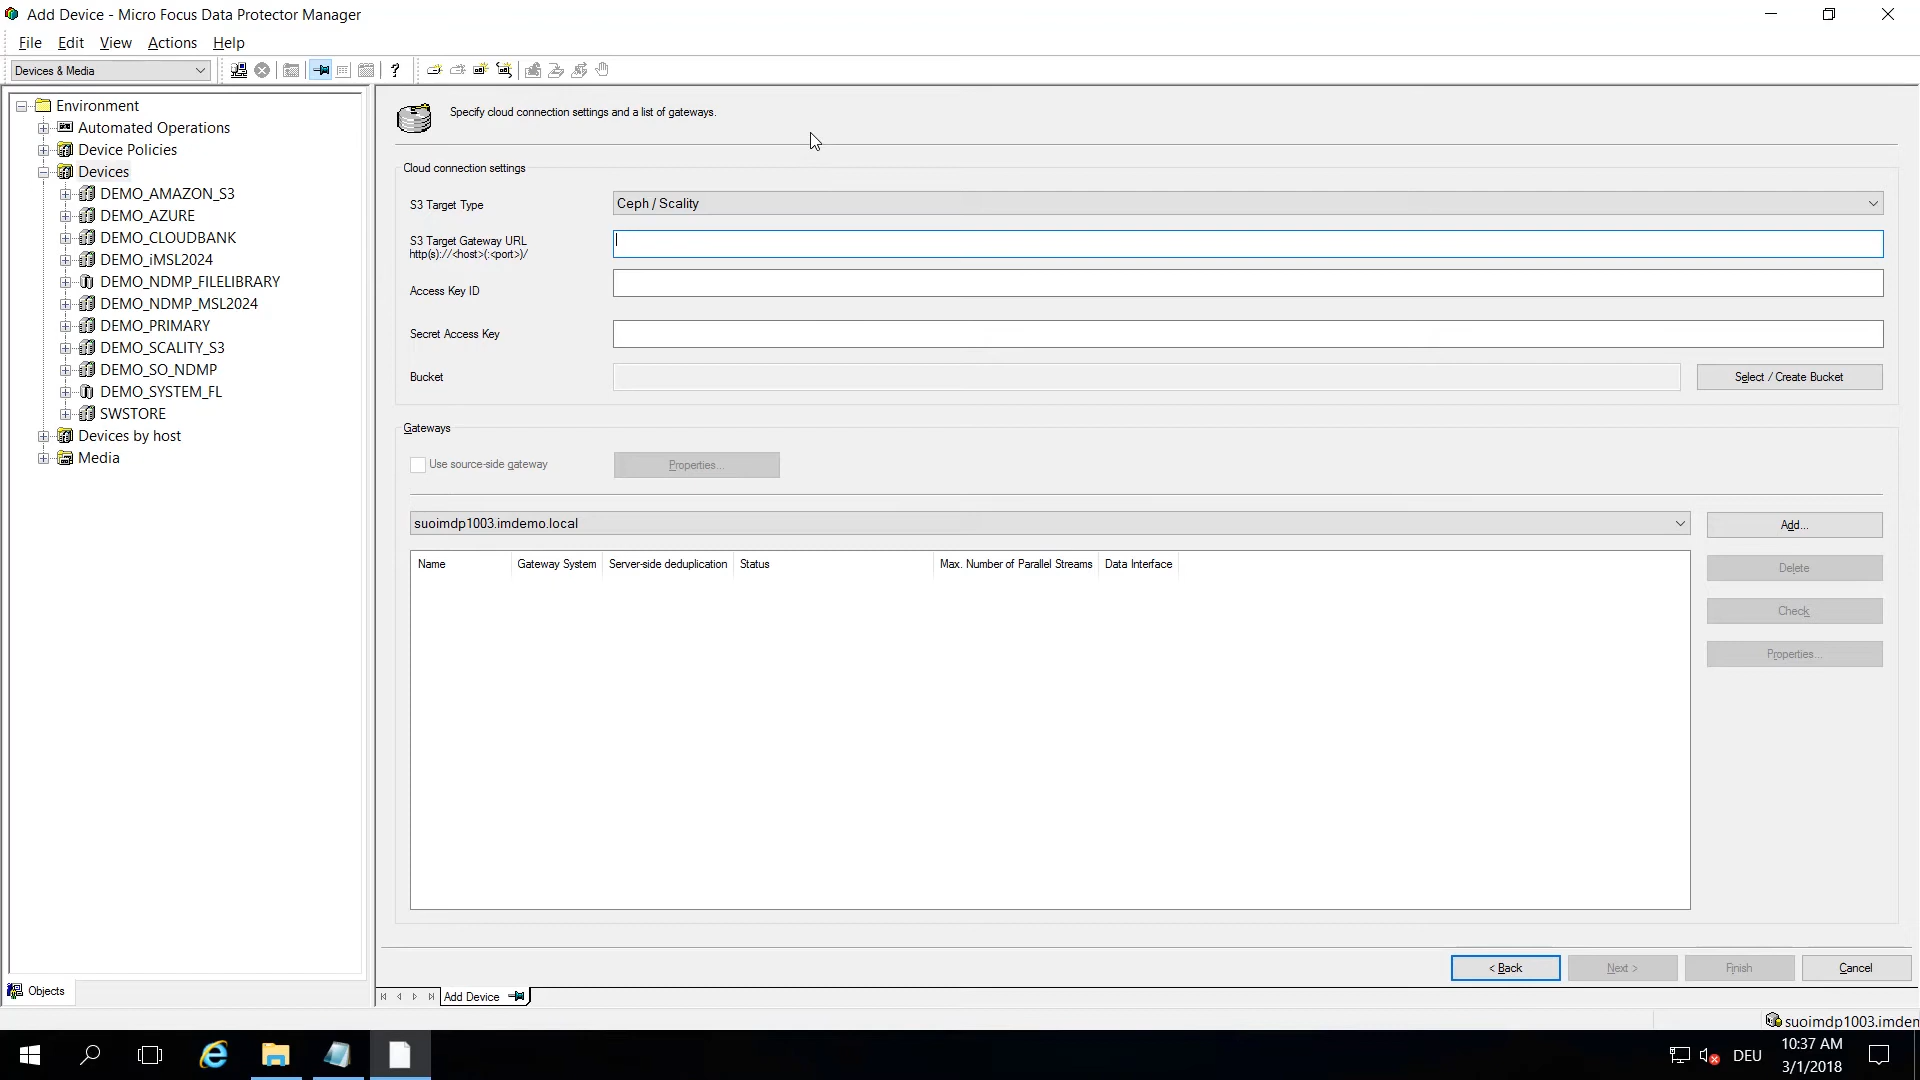 Add Device - Micro Focus Data Protector Manager
File Edit View Actions Help
Devices & Media
Environment
Automated Operations
Device Policies
Devices
DEMO_AMAZON_S3
DEMO_AZURE
DEMO_CLOUDBANK
DEMO_iMSL2024
DEMO_NDMP_FILELIBRARY
DEMO_NDMP_MSL2024
DEMO_PRIMARY
DEMO_SCALITY_S3
DEMO_SO_NDMP
DEMO_SYSTEM_FL
SWSTORE
Devices by host
Media
Objects
Specify cloud connection settings and a list of gateways.
Cloud connection settings
S3 Target Type Ceph / Scality
S3 Target Gateway URL
http(s)://<host>(:<port>)/
Access Key ID
Secret Access Key
Bucket Select / Create Bucket
Gateways
Use source-side gateway Properties...
suoimdp1003.imdemo.local Add...
Name Gateway System Server-side deduplication Status Max. Number of Parallel Streams Data Interface
Delete
Check
Properties...
< Back Next > Finish Cancel
Add Device
suoimdp1003.imden
DEU
10:37 AM
3/1/2018